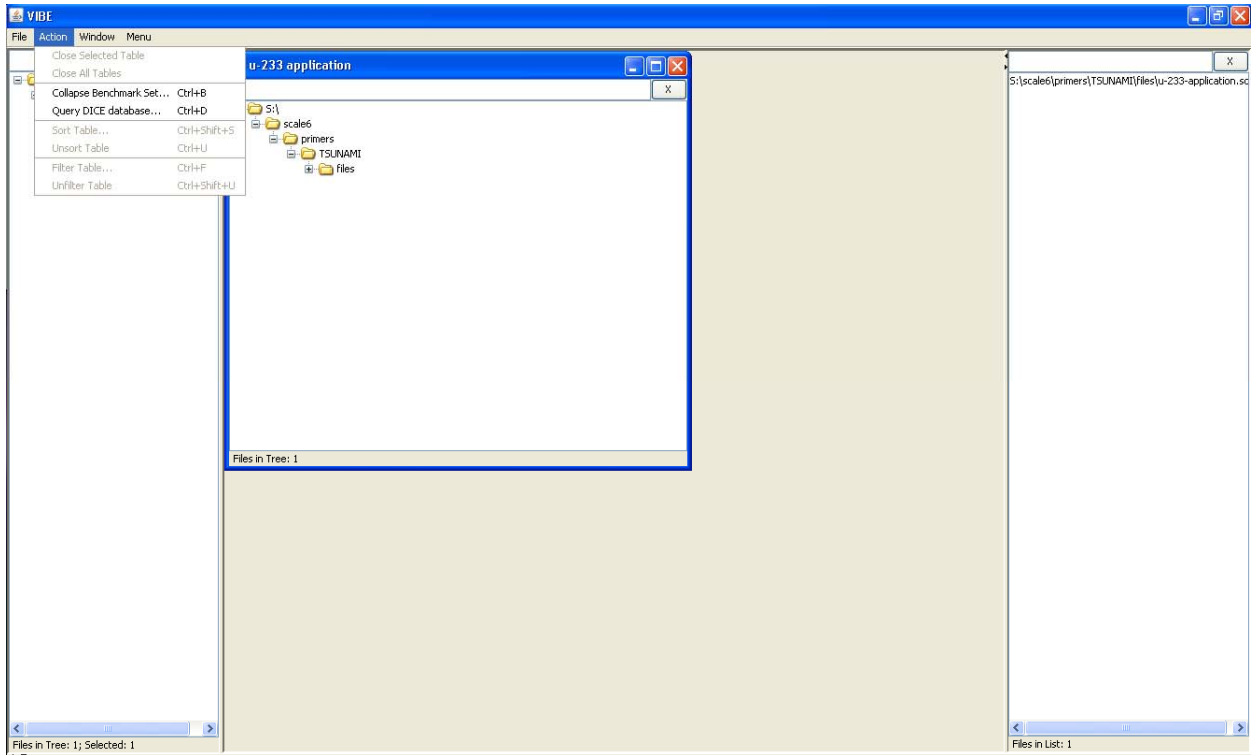 VIBE
File Action Window Menu
Close Selected Table
Close All Tables
Collapse Benchmark Set... Ctrl+B
Query DICE database... Ctrl+D
Sort Table... Ctrl+Shift+S
Unsort Table Ctrl+U
Filter Table... Ctrl+F
Unfilter Table Ctrl+Shift+U
u-233 application
X
S:\
scale6
primers
TSUNAMI
files
Files in Tree: 1
X
S:\scale6\primers\TSUNAMI\files\u-233-application.sc
Files in Tree: 1; Selected: 1
Files in List: 1